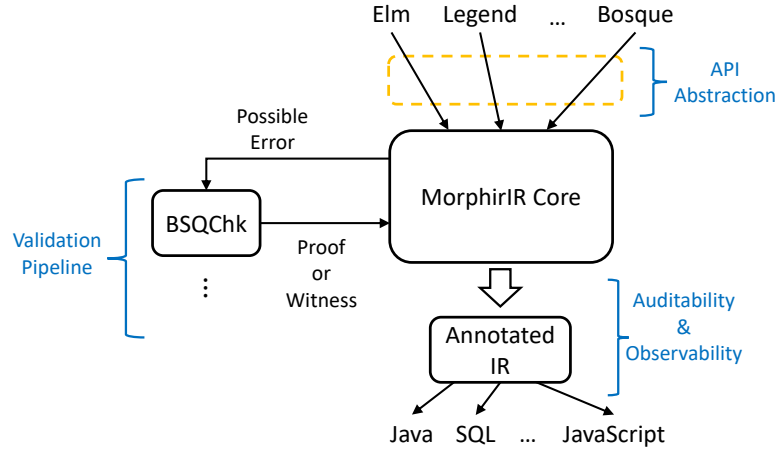 Elm Legend ... Bosque
API
Abstraction
Possible
Error
MorphirIR Core
BSQChk
Validation
Pipeline
Proof
or
Witness
⋮
Auditability
&
Observability
Annotated
IR
Java SQL ... JavaScript